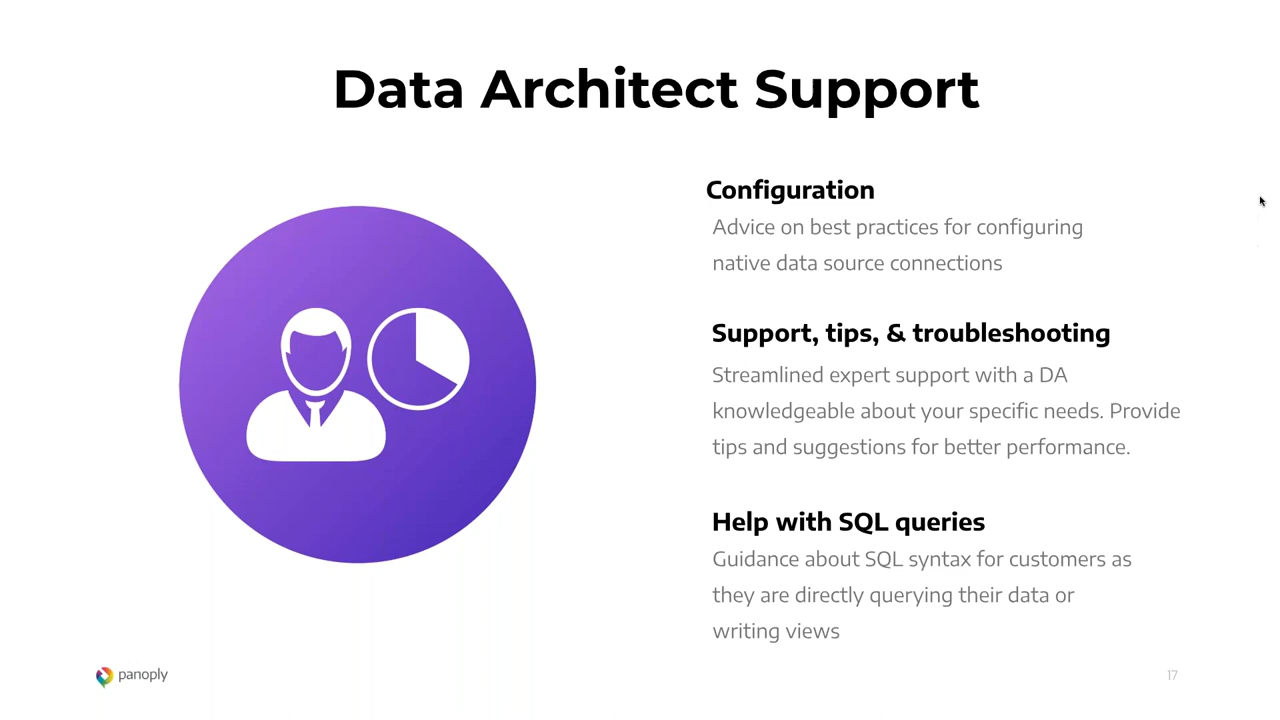 Data Architect Support
Configuration
Advice on best practices for configuring
native data source connections
Support, tips, & troubleshooting
Streamlined expert support with a DA
knowledgeable about your specific needs. Provide
tips and suggestions for better performance.
Help with SQL queries
Guidance about SQL syntax for customers as
they are directly querying their data or
writing views
panoply
17